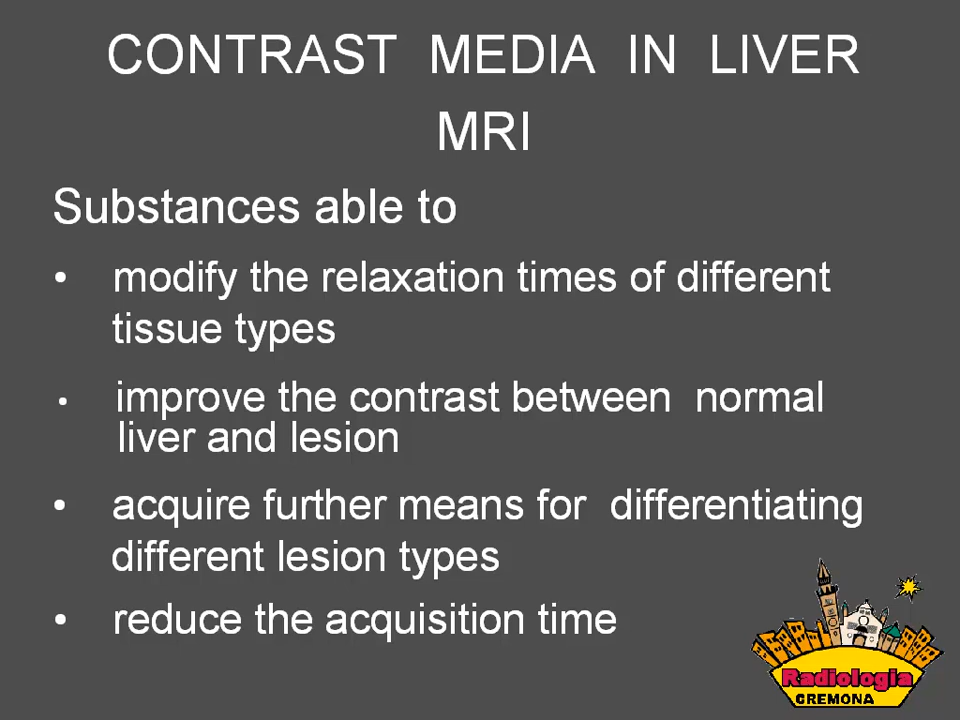 CONTRAST MEDIA IN LIVER
MRI
Substances able to
• modify the relaxation times of different
tissue types
• improve the contrast between normal
liver and lesion
• acquire further means for differentiating
different lesion types
• reduce the acquisition time
Radiologia
CREMONA